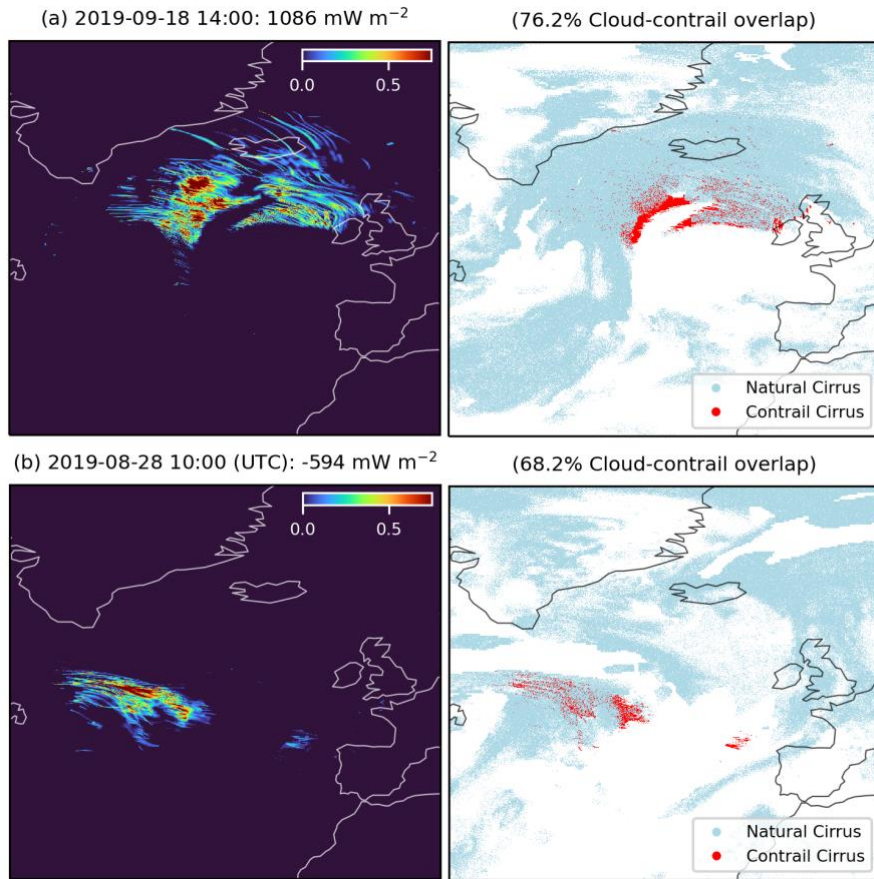 (a) 2019-09-18 14:00: 1086 mW m⁻²
(76.2% Cloud-contrail overlap)
0.0 0.5
Natural Cirrus
Contrail Cirrus
(b) 2019-08-28 10:00 (UTC): -594 mW m⁻²
(68.2% Cloud-contrail overlap)
0.0 0.5
Natural Cirrus
Contrail Cirrus